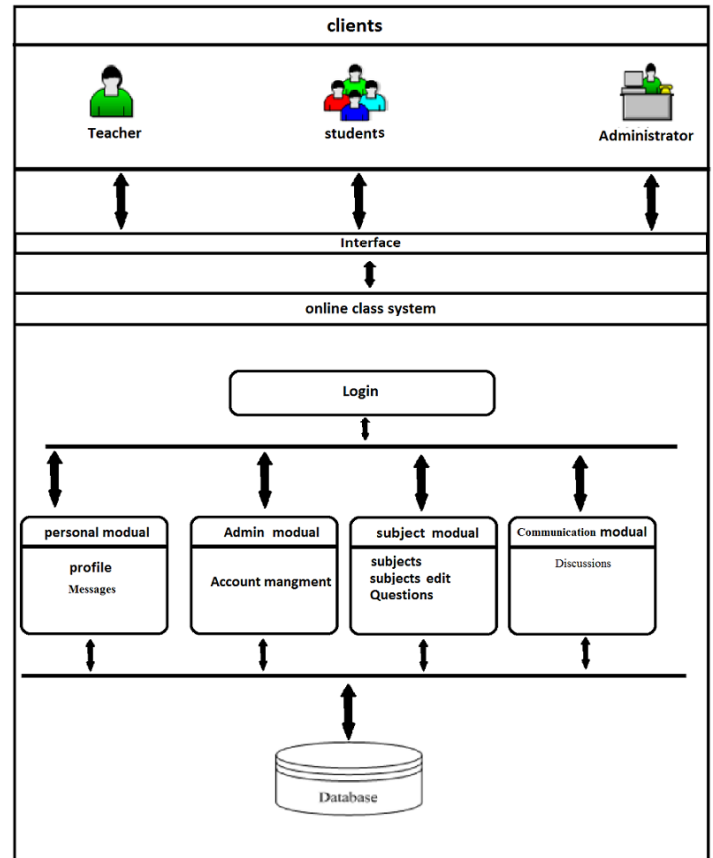 clients
Teacher
students
Administrator
Interface
online class system
Login
personal modual
profile
Messages
Admin modual
Account mangment
subject modual
subjects
subjects edit
Questions
Communication modual
Discussions
Database